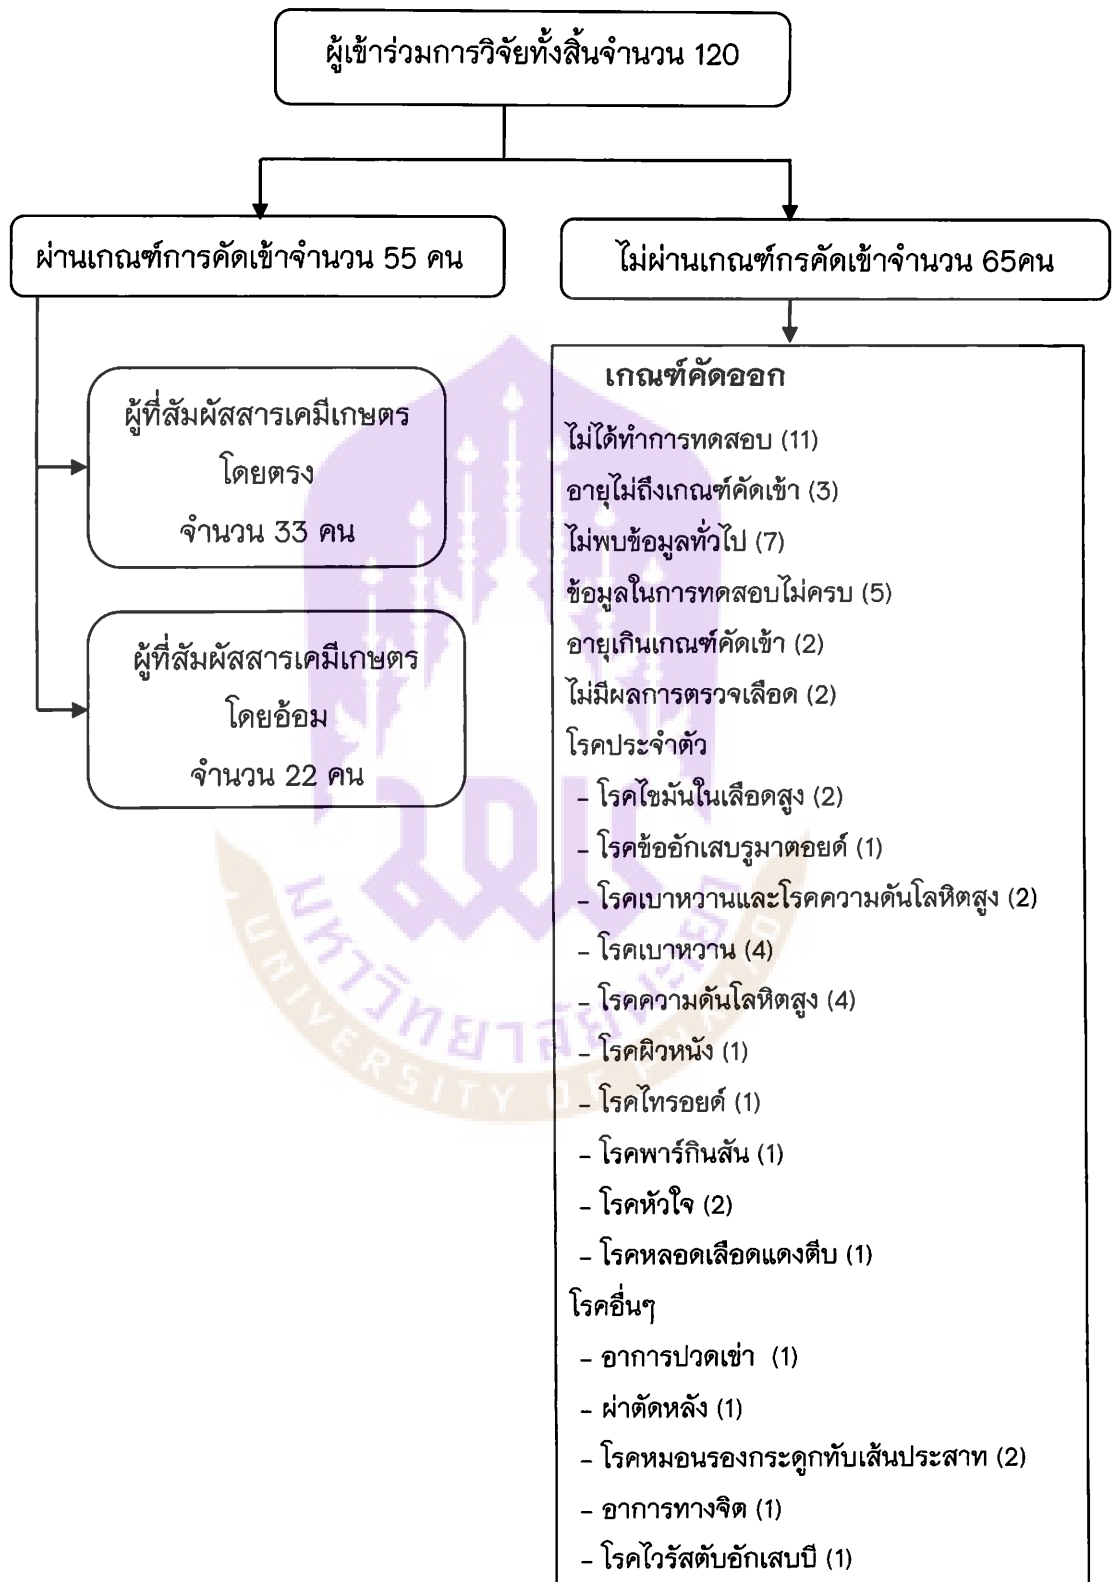 ผู้เข้าร่วมการวิจัยทั้งสิ้นจำนวน 120
ผ่านเกณฑ์การคัดเข้าจำนวน 55 คน
ไม่ผ่านเกณฑ์กรคัดเข้าจำนวน 65คน
ผู้ที่สัมผัสสารเคมีเกษตร
โดยตรง
จำนวน 33 คน
ผู้ที่สัมผัสสารเคมีเกษตร
โดยอ้อม
จำนวน 22 คน
เกณฑ์คัดออก
ไม่ได้ทำการทดสอบ (11)
อายุไม่ถึงเกณฑ์คัดเข้า (3)
ไม่พบข้อมูลทั่วไป (7)
ข้อมูลในการทดสอบไม่ครบ (5)
อายุเกินเกณฑ์คัดเข้า (2)
ไม่มีผลการตรวจเลือด (2)
โรคประจำตัว
- โรคไขมันในเลือดสูง (2)
- โรคข้ออักเสบรูมาตอยด์ (1)
- โรคเบาหวานและโรคความดันโลหิตสูง (2)
- โรคเบาหวาน (4)
- โรคความดันโลหิตสูง (4)
- โรคผิวหนัง (1)
- โรคไทรอยด์ (1)
- โรคพาร์กินสัน (1)
- โรคหัวใจ (2)
- โรคหลอดเลือดแดงตีบ (1)
โรคอื่นๆ
- อาการปวดเข่า (1)
- ผ่าตัดหลัง (1)
- โรคหมอนรองกระดูกทับเส้นประสาท (2)
- อาการทางจิต (1)
- โรคไวรัสตับอักเสบบี (1)
มหาวิทยาลัยพะเยา
UNIVERSITY OF PHAYAO